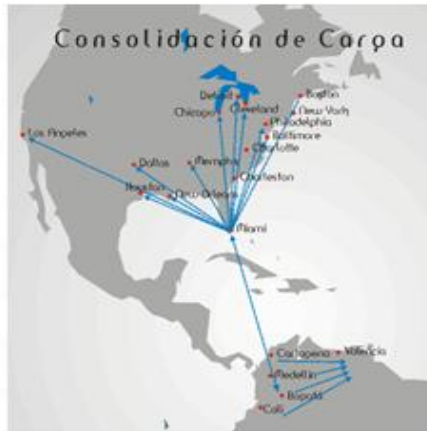 Consolidación de Carga
Detroit
Boston
Chicago
Cleveland
New York
Philadelphia
Baltimore
Los Angeles
Charlotte
Dallas
Memphis
Charleston
Houston
New Orleans
Miami
Cartagena
Valencia
Medellin
Bogotá
Cali